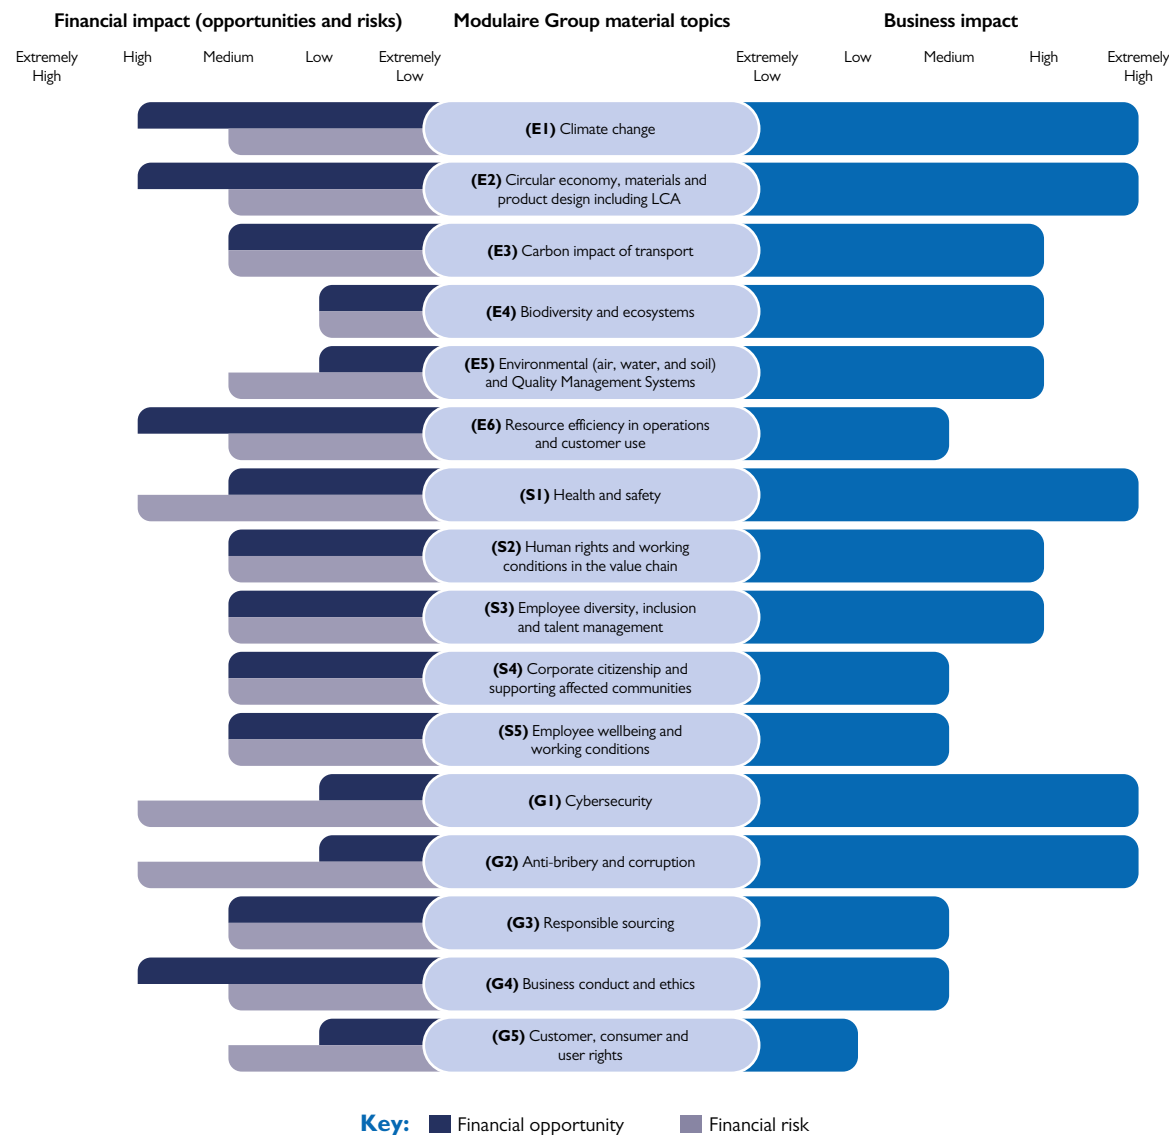 Financial impact (opportunities and risks)
Modulaire Group material topics
Business impact
Extremely
High
High
Medium
Low
Extremely
Low
Extremely
Low
Low
Medium
High
Extremely
High
(E1) Climate change
(E2) Circular economy, materials and
product design including LCA
(E3) Carbon impact of transport
(E4) Biodiversity and ecosystems
(E5) Environmental (air, water, and soil)
and Quality Management Systems
(E6) Resource efficiency in operations
and customer use
(S1) Health and safety
(S2) Human rights and working
conditions in the value chain
(S3) Employee diversity, inclusion
and talent management
(S4) Corporate citizenship and
supporting affected communities
(S5) Employee wellbeing and
working conditions
(G1) Cybersecurity
(G2) Anti-bribery and corruption
(G3) Responsible sourcing
(G4) Business conduct and ethics
(G5) Customer, consumer and
user rights
Key:
Financial opportunity
Financial risk